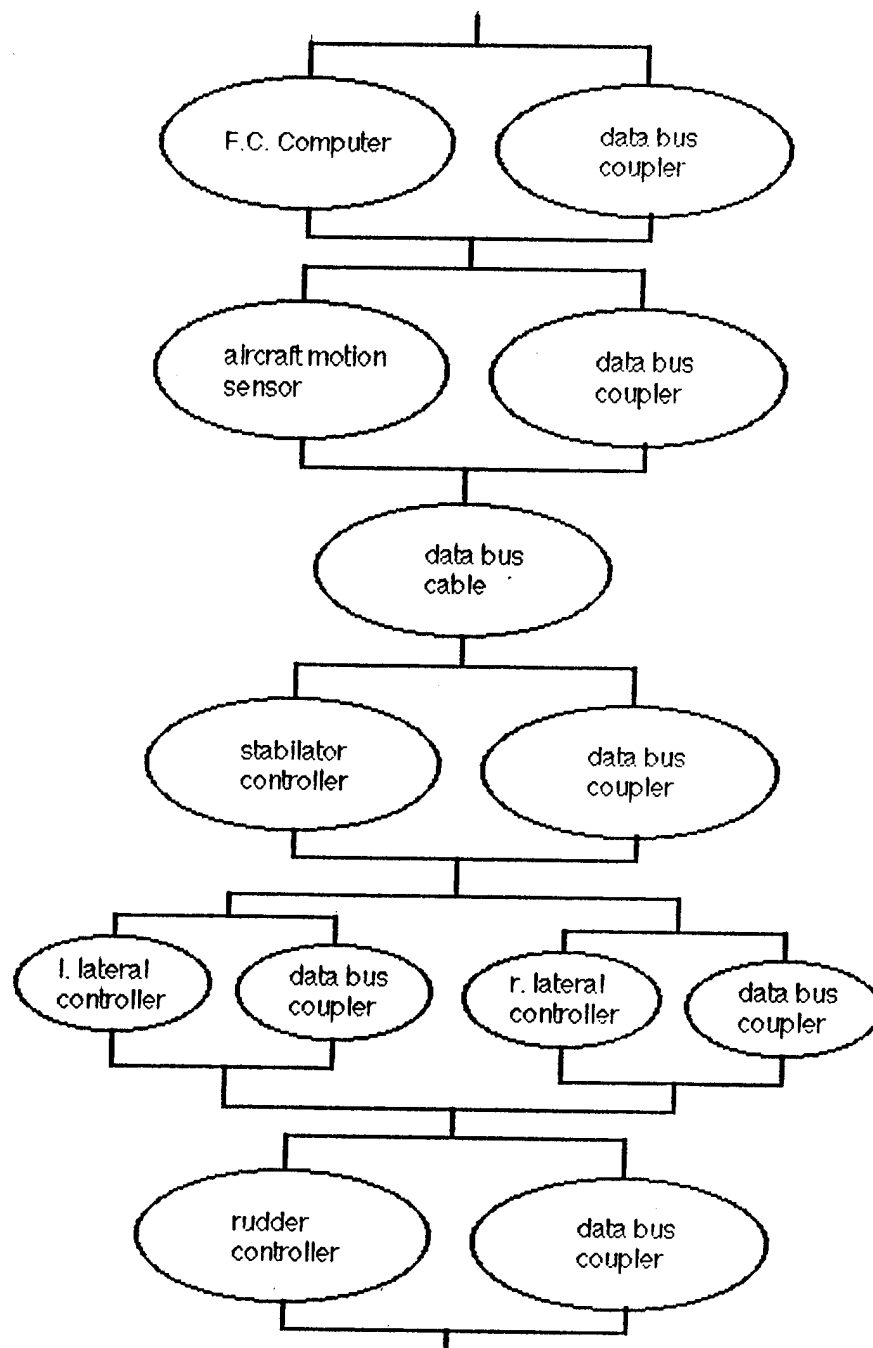 F.C. Computer
data bus
coupler
aircraft motion
sensor
data bus
coupler
data bus
cable
stabilator
controller
data bus
coupler
l. lateral
controller
data bus
coupler
r. lateral
controller
data bus
coupler
rudder
controller
data bus
coupler